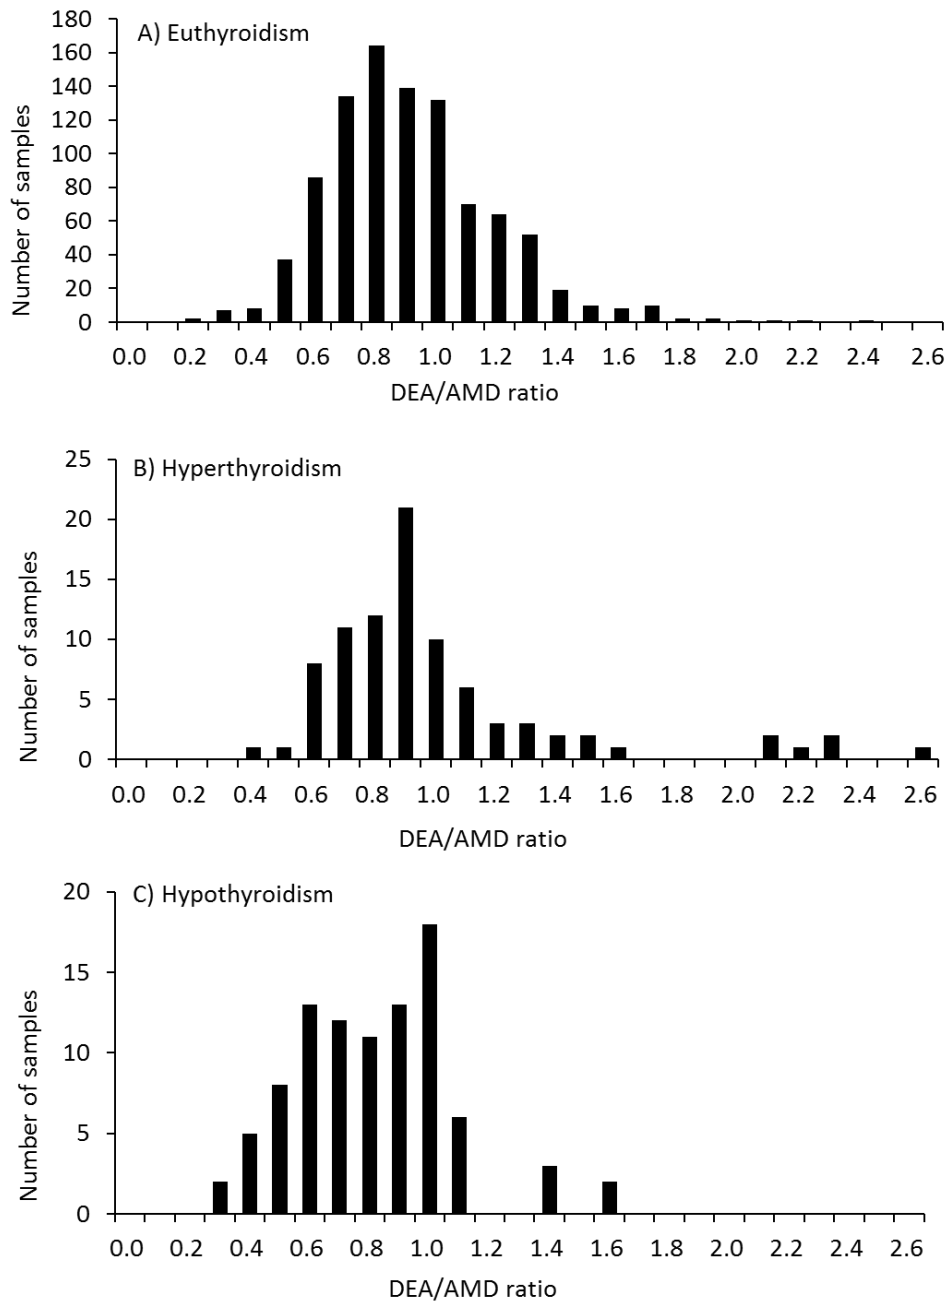 A) Euthyroidism
Number of samples
180
160
140
120
100
80
60
40
20
0
0.0 0.2 0.4 0.6 0.8 1.0 1.2 1.4 1.6 1.8 2.0 2.2 2.4 2.6
DEA/AMD ratio
B) Hyperthyroidism
Number of samples
25
20
15
10
5
0
0.0 0.2 0.4 0.6 0.8 1.0 1.2 1.4 1.6 1.8 2.0 2.2 2.4 2.6
DEA/AMD ratio
C) Hypothyroidism
Number of samples
20
15
10
5
0
0.0 0.2 0.4 0.6 0.8 1.0 1.2 1.4 1.6 1.8 2.0 2.2 2.4 2.6
DEA/AMD ratio